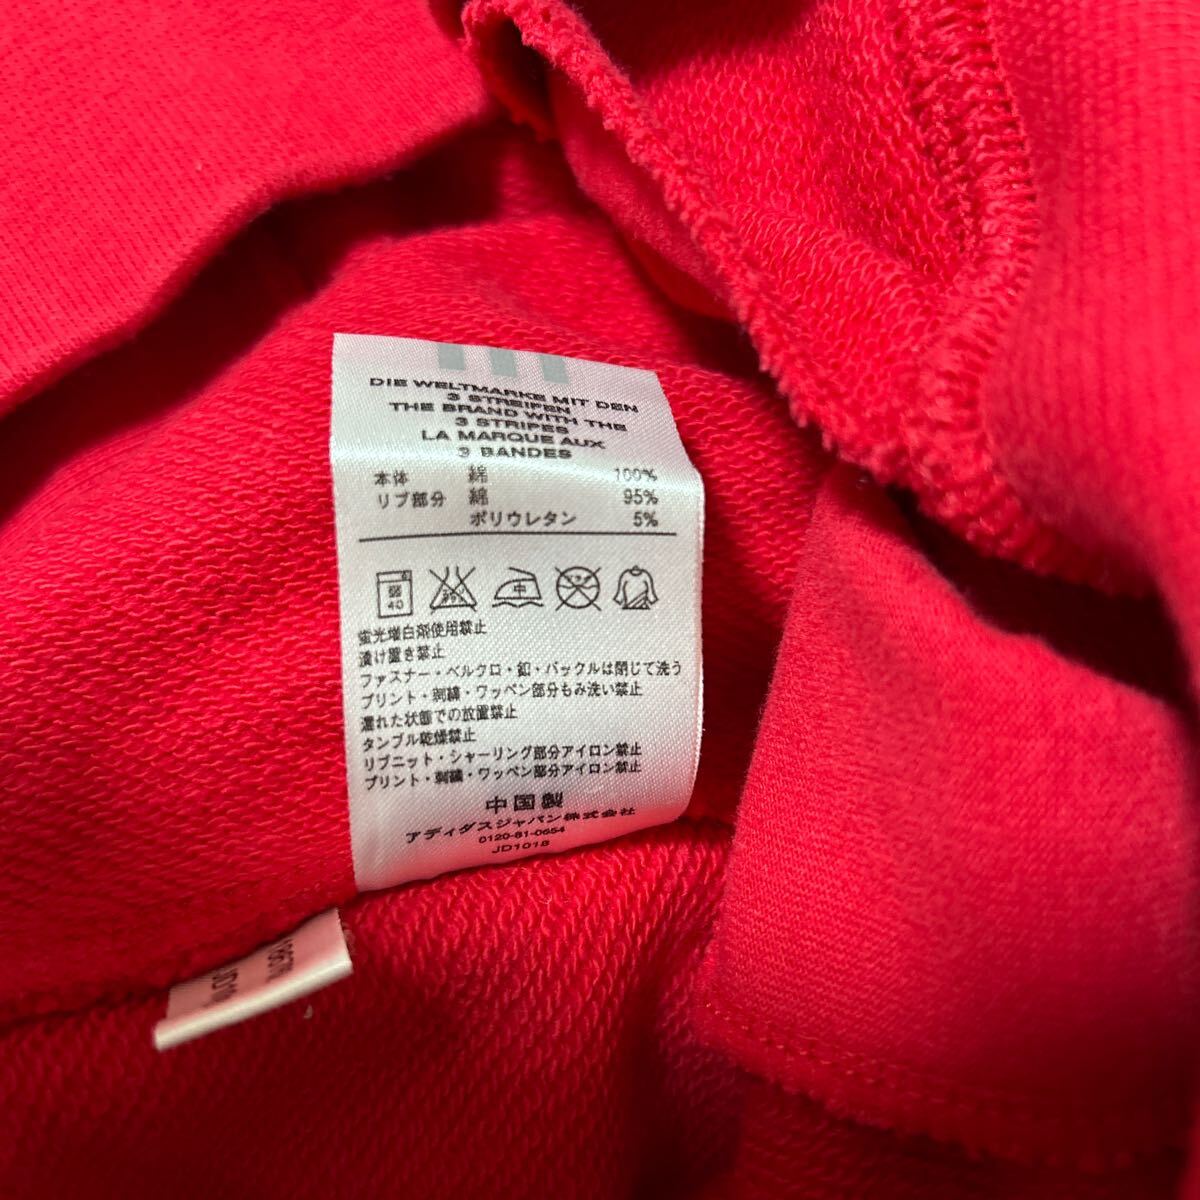 DIE WELTMARKE MIT DEN
3 STREIFEN
THE BRAND WITH THE
3 STRIPES
LA MARQUE AUX
3 BANDES
本体 綿 100%
リブ部分 綿 95%
ポリウレタン 5%
弱
40
中
蛍光増白剤使用禁止
漬け置き禁止
ファスナー・ベルクロ・釦・バックルは閉じて洗う
プリント・刺繍・ワッペン部分もみ洗い禁止
濡れた状態での放置禁止
タンブル乾燥禁止
リブニット・シャーリング部分アイロン禁止
プリント・刺繍・ワッペン部分アイロン禁止
中国製
アディダスジャパン株式会社
0120-81-0654
JD1018